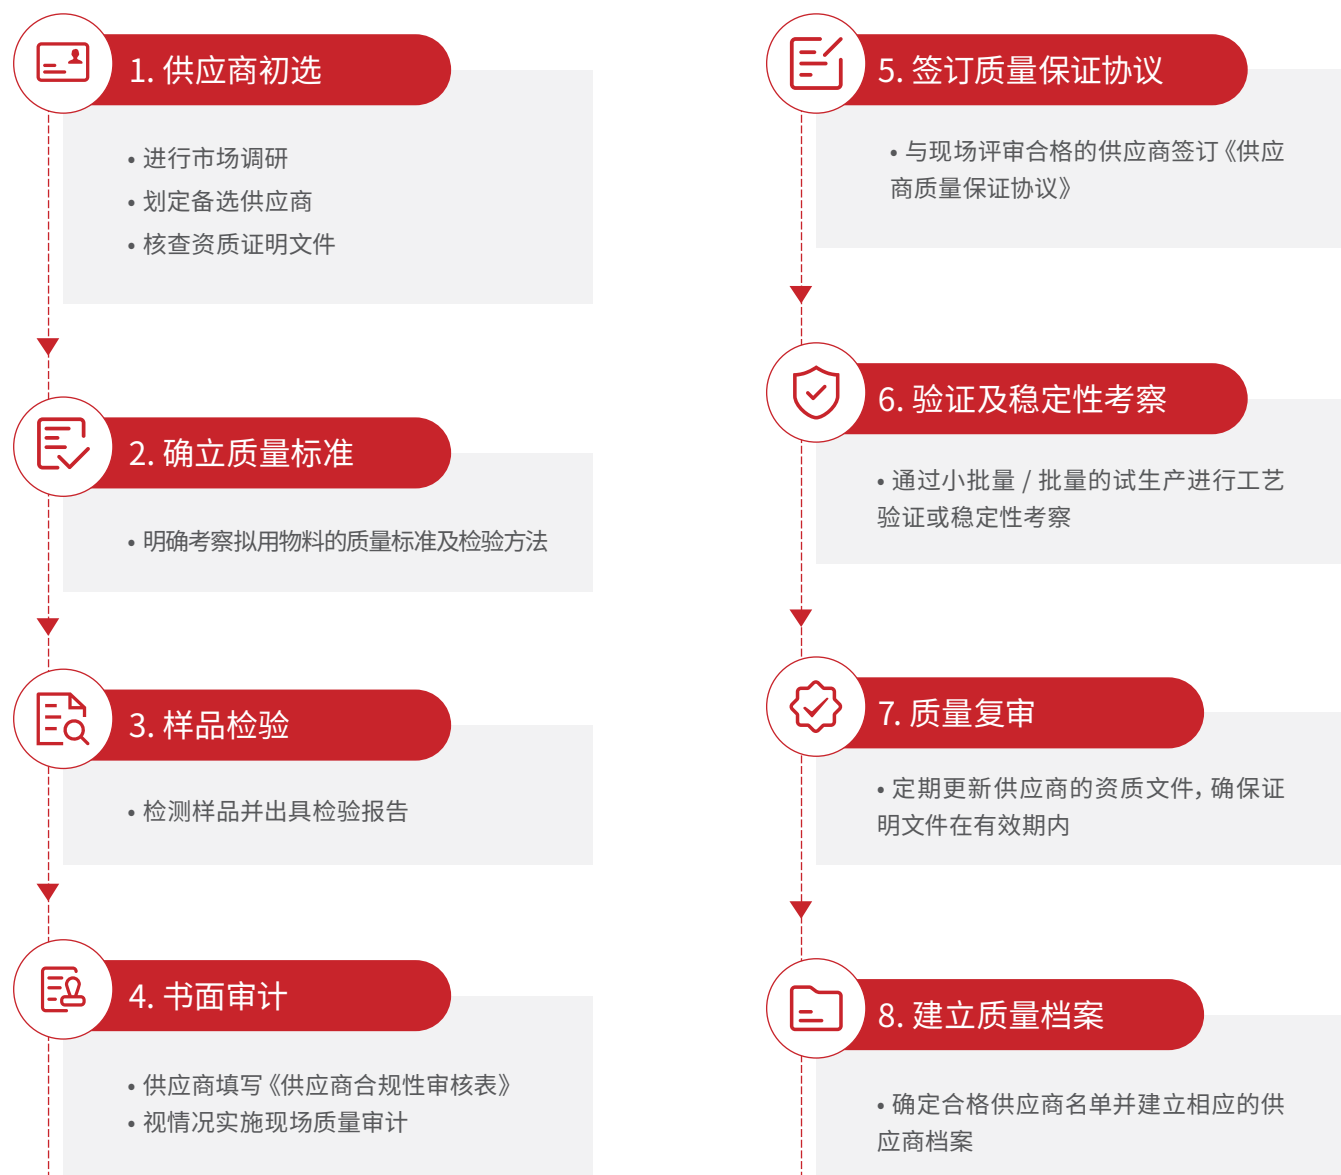 1. 供应商初选
• 进行市场调研
• 划定备选供应商
• 核查资质证明文件
2. 确立质量标准
• 明确考察拟用物料的质量标准及检验方法
3. 样品检验
• 检测样品并出具检验报告
4. 书面审计
• 供应商填写《供应商合规性审核表》
• 视情况实施现场质量审计
5. 签订质量保证协议
• 与现场评审合格的供应商签订《供应
商质量保证协议》
6. 验证及稳定性考察
• 通过小批量 / 批量的试生产进行工艺
验证或稳定性考察
7. 质量复审
• 定期更新供应商的资质文件，确保证
明文件在有效期内
8. 建立质量档案
• 确定合格供应商名单并建立相应的供
应商档案